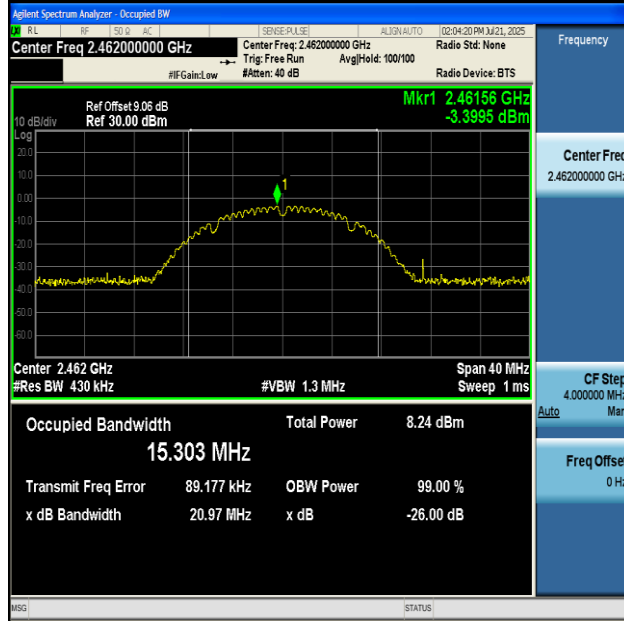 Agilent Spectrum Analyzer - Occupied BW
RL RF 50 Ω AC SENSE:PULSE ALIGN AUTO 02:04:20 PM Jul 21, 2025
Center Freq 2.462000000 GHz
Center Freq: 2.462000000 GHz
Radio Std: None
Trig: Free Run Avg|Hold: 100/100
#IFGain:Low #Atten: 40 dB Radio Device: BTS
Mkr1 2.46156 GHz
-3.3995 dBm
Ref Offset 9.06 dB
10 dB/div Ref 30.00 dBm
Log
20.0
10.0
0.00
-10.0
-20.0
-30.0
-40.0
-50.0
-60.0
1
Center 2.462 GHz Span 40 MHz
#Res BW 430 kHz #VBW 1.3 MHz Sweep 1 ms
Occupied Bandwidth Total Power 8.24 dBm
15.303 MHz
Transmit Freq Error 89.177 kHz OBW Power 99.00 %
x dB Bandwidth 20.97 MHz x dB -26.00 dB
MSG STATUS
Frequency
Center Freq
2.462000000 GHz
CF Step
4.000000 MHz
Auto Man
Freq Offset
0 Hz